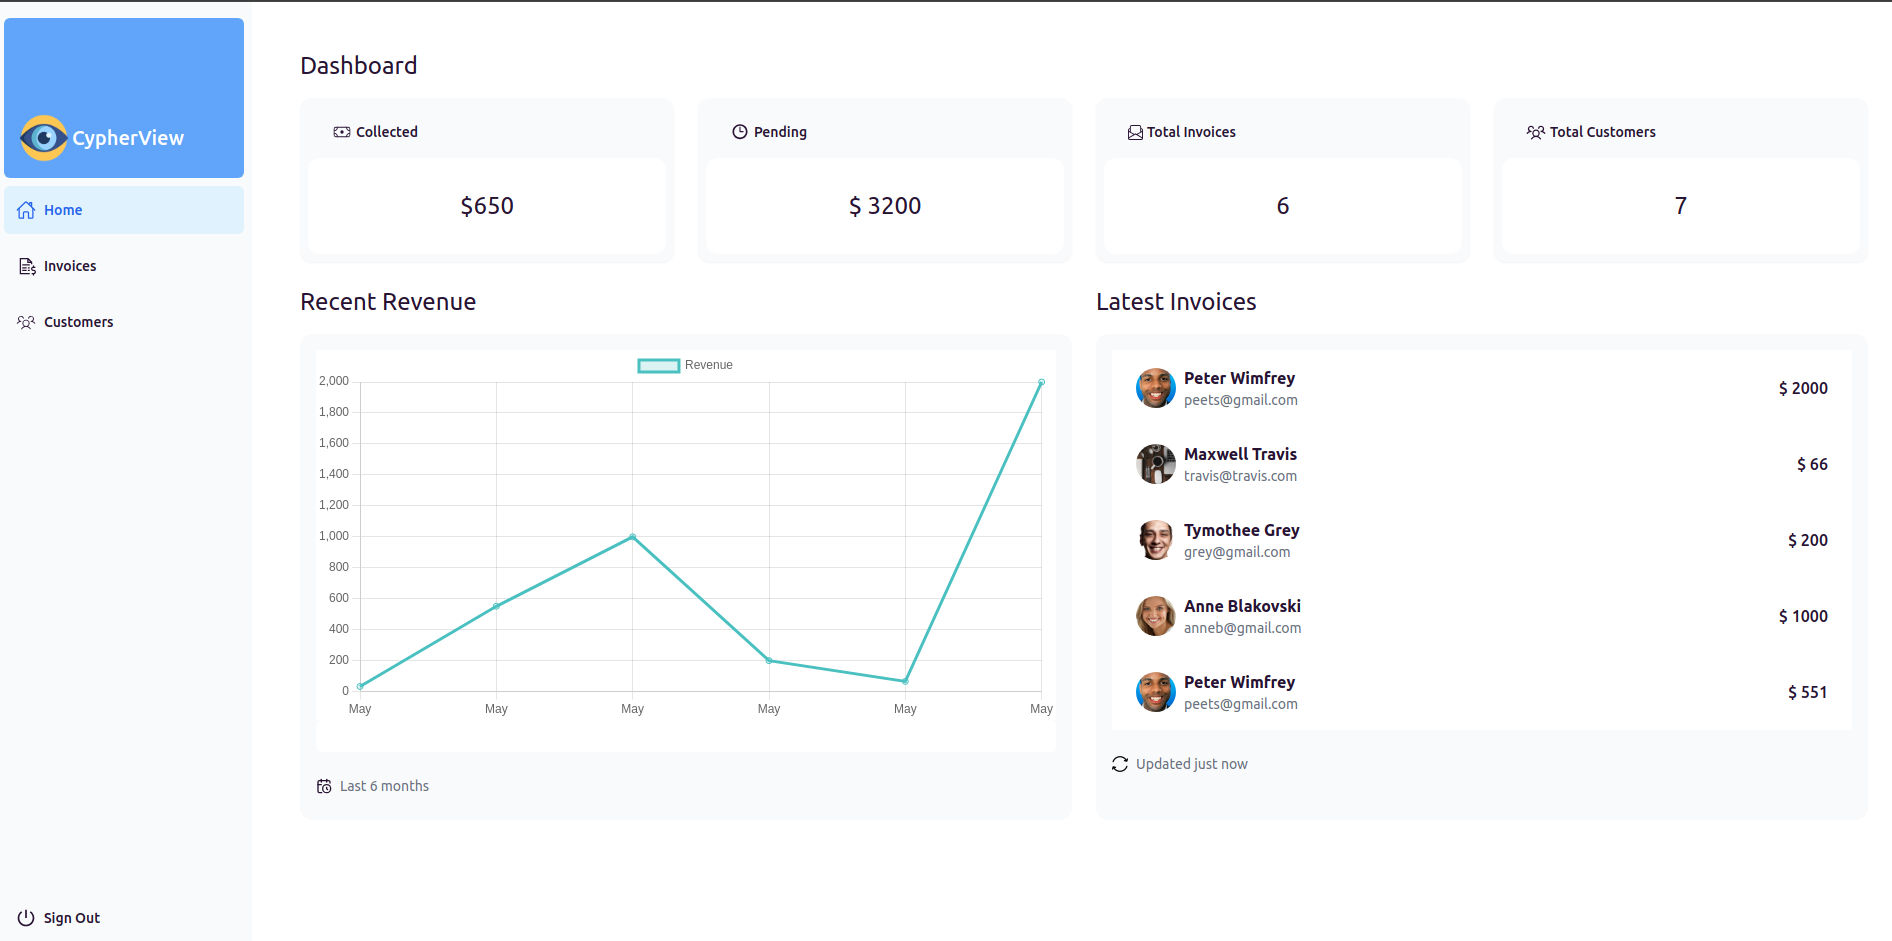 CypherView
Home
Invoices
Customers
Sign Out
Dashboard
Collected
$650
Pending
$ 3200
Total Invoices
6
Total Customers
7
Recent Revenue
Revenue
2,000
1,800
1,600
1,400
1,200
1,000
800
600
400
200
0
May May May May May May
Last 6 months
Latest Invoices
Peter Wimfrey
peets@gmail.com
$ 2000
Maxwell Travis
travis@travis.com
$ 66
Tymothee Grey
grey@gmail.com
$ 200
Anne Blakovski
anneb@gmail.com
$ 1000
Peter Wimfrey
peets@gmail.com
$ 551
Updated just now